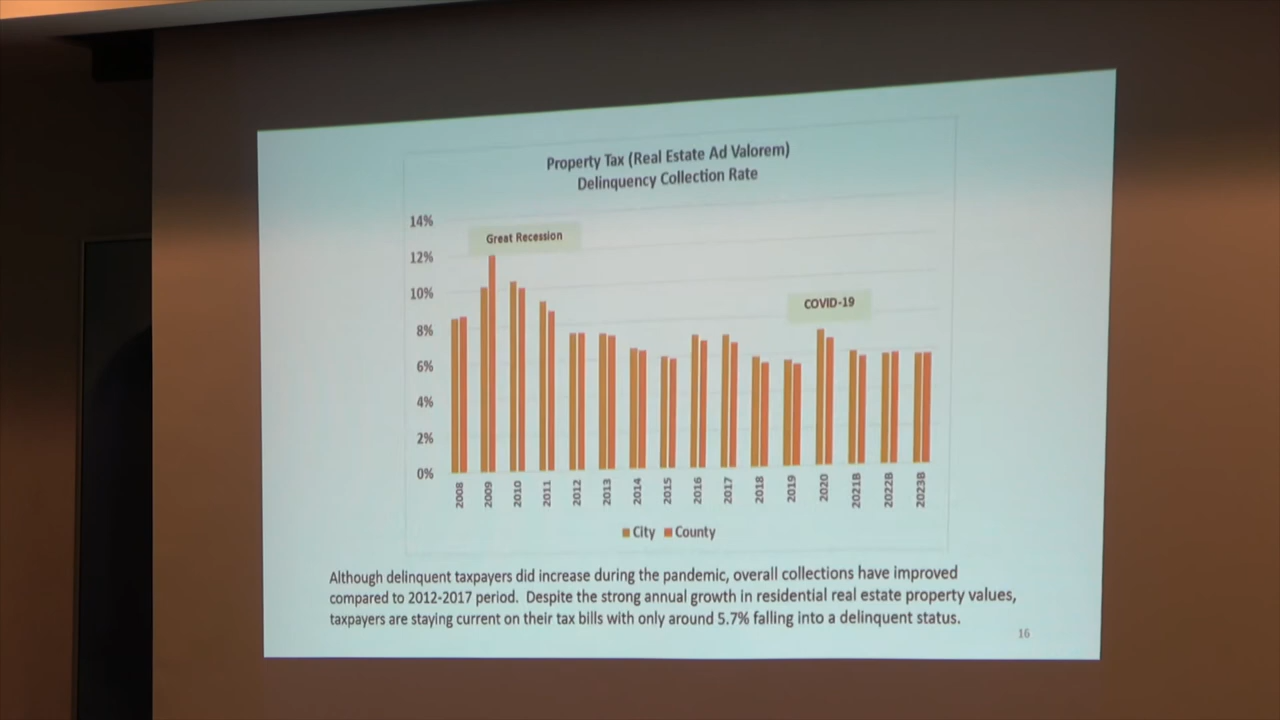 Property Tax (Real Estate Ad Valorem)
Delinquency Collection Rate
14%
12%
10%
8%
6%
4%
2%
0%
Great Recession
COVID-19
2008
2009
2010
2011
2012
2013
2014
2015
2016
2017
2018
2019
2020
2021B
2022B
2023B
City County
Although delinquent taxpayers did increase during the pandemic, overall collections have improved
compared to 2012-2017 period. Despite the strong annual growth in residential real estate property values,
taxpayers are staying current on their tax bills with only around 5.7% falling into a delinquent status.
16